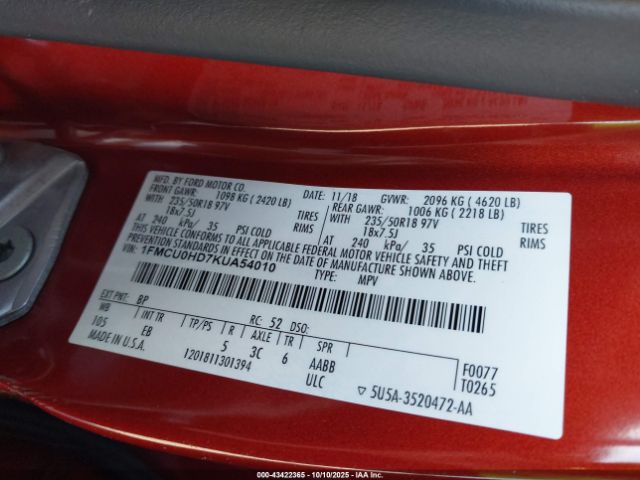 MFD. BY FORD MOTOR CO.
DATE: 11/18 GVWR: 2096 KG ( 4620 LB)
FRONT GAWR: 1098 KG ( 2420 LB) REAR GAWR: 1006 KG ( 2218 LB)
WITH 235/50R18 97V TIRES WITH 235/50R18 97V TIRES
18x7.5J RIMS 18x7.5J RIMS
AT 240 kPa/ 35 PSI COLD AT 240 kPa/ 35 PSI COLD
THIS VEHICLE CONFORMS TO ALL APPLICABLE FEDERAL MOTOR VEHICLE SAFETY AND THEFT
PREVENTION STANDARDS IN EFFECT ON THE DATE OF MANUFACTURE SHOWN ABOVE.
VIN: 1FMCU0HD7KUA54010
TYPE: MPV
EXT PNT: BP RC: 52 DSO:
WB INT TR TP/PS R AXLE TR SPR
105 EB 5 3C 6 AABB F0077
MADE IN U.S.A. 1201811301394 ULC T0265
▽ 5U5A-3520472-AA
000-43422365 - 10/10/2025 - IAAI.COM